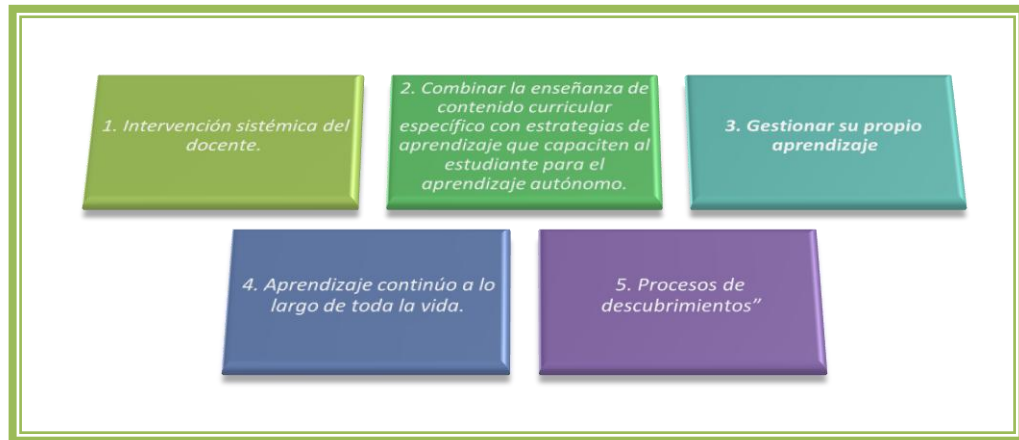 1. Intervención sistémica del
docente.
2. Combinar la enseñanza de
contenido curricular
específico con estrategias de
aprendizaje que capaciten al
estudiante para el
aprendizaje autónomo.
3. Gestionar su propio
aprendizaje
4. Aprendizaje continúo a lo
largo de toda la vida.
5. Procesos de
descubrimientos”